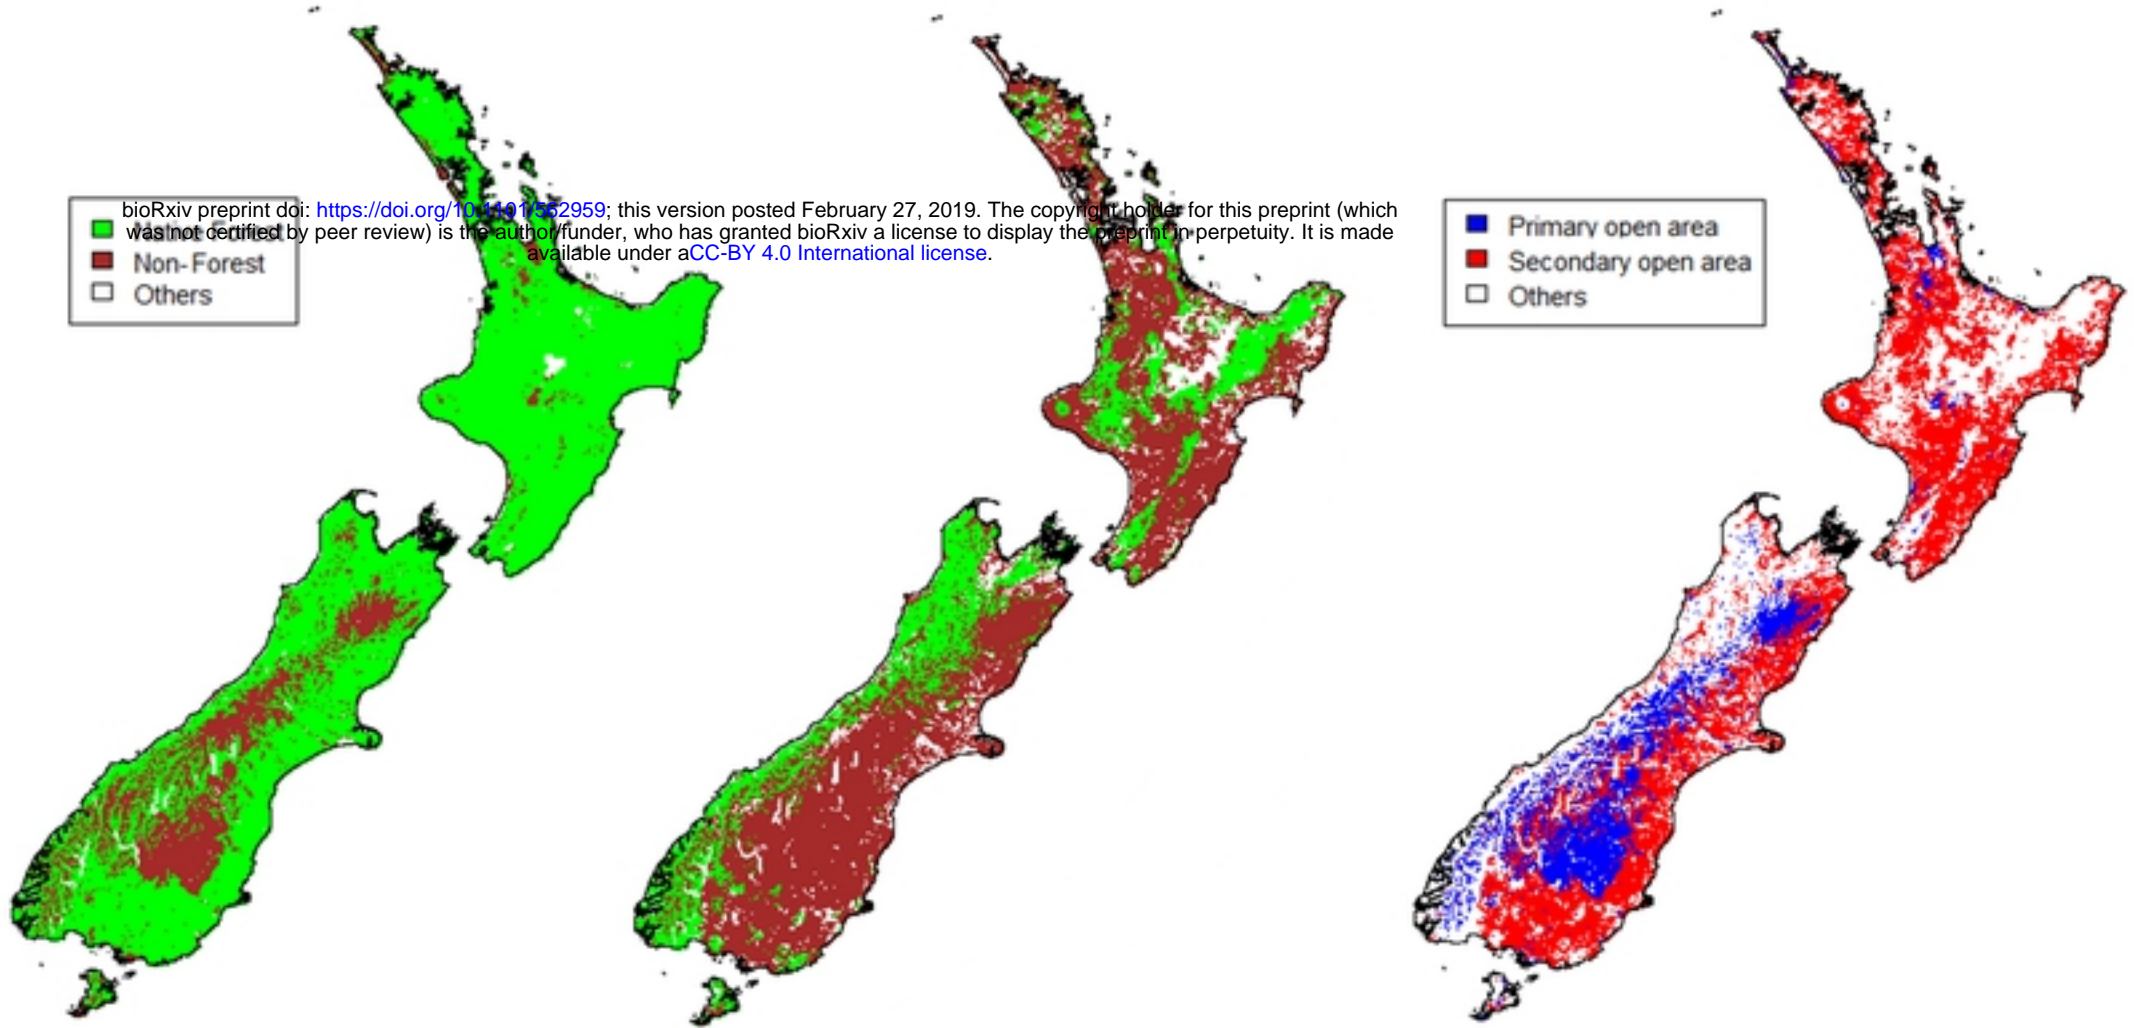 bioRxiv preprint doi: https://doi.org/10.1101/562959; this version posted February 27, 2019. The copyright holder for this preprint (which
was not certified by peer review) is the author/funder, who has granted bioRxiv a license to display the preprint in perpetuity. It is made
available under aCC-BY 4.0 International license.
Forest
Non-Forest
Others
Primary open area
Secondary open area
Others